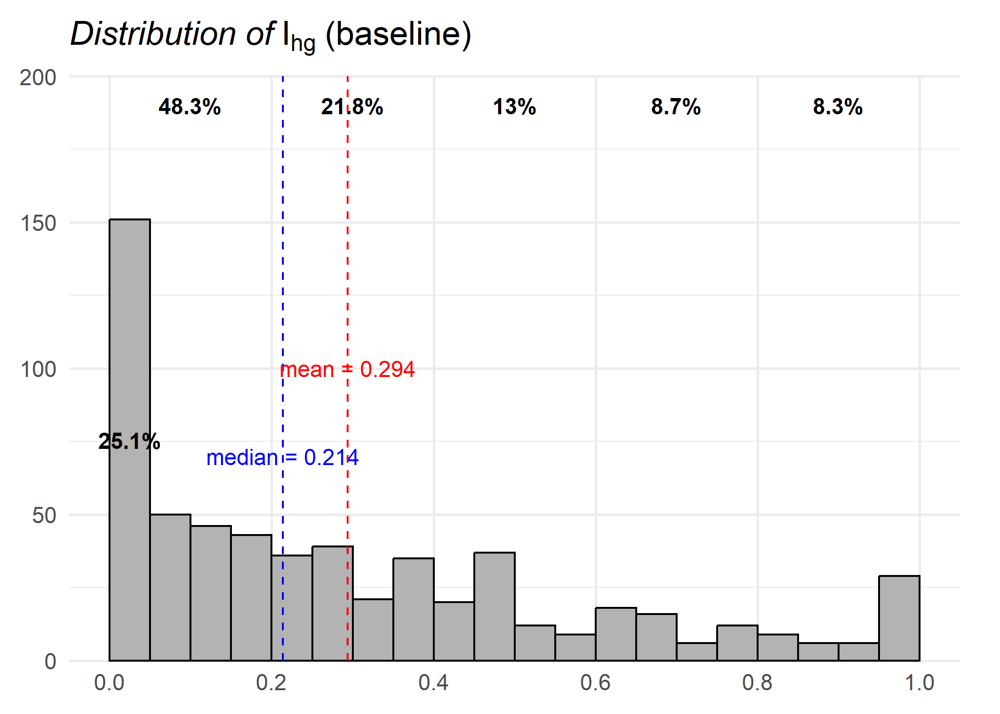 Distribution of Ihg (baseline)
200
48.3% 21.8% 13% 8.7% 8.3%
150
100
mean = 0.294
25.1%
median = 0.214
50
0
0.0 0.2 0.4 0.6 0.8 1.0